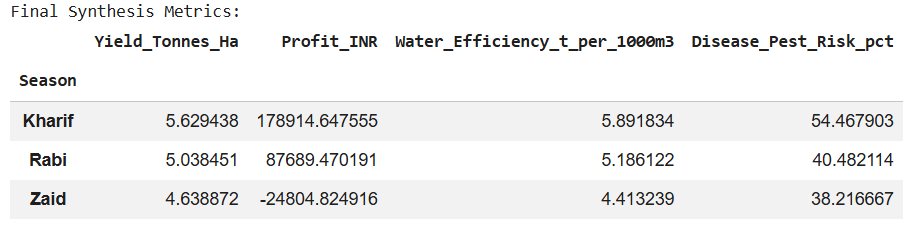 Final Synthesis Metrics:
Yield_Tonnes_Ha Profit_INR Water_Efficiency_t_per_1000m3 Disease_Pest_Risk_pct
Season
Kharif 5.629438 178914.647555 5.891834 54.467903
Rabi 5.038451 87689.470191 5.186122 40.482114
Zaid 4.638872 -24804.824916 4.413239 38.216667